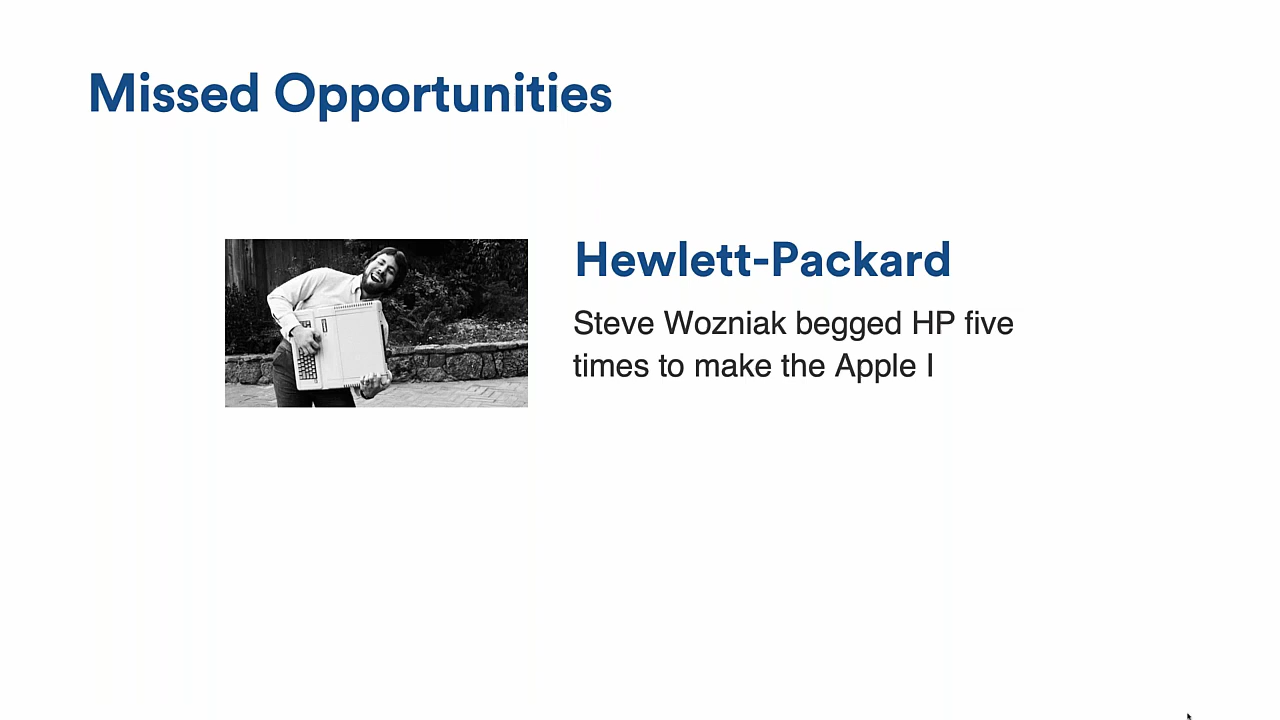 Missed Opportunities
Hewlett-Packard
Steve Wozniak begged HP five
times to make the Apple I